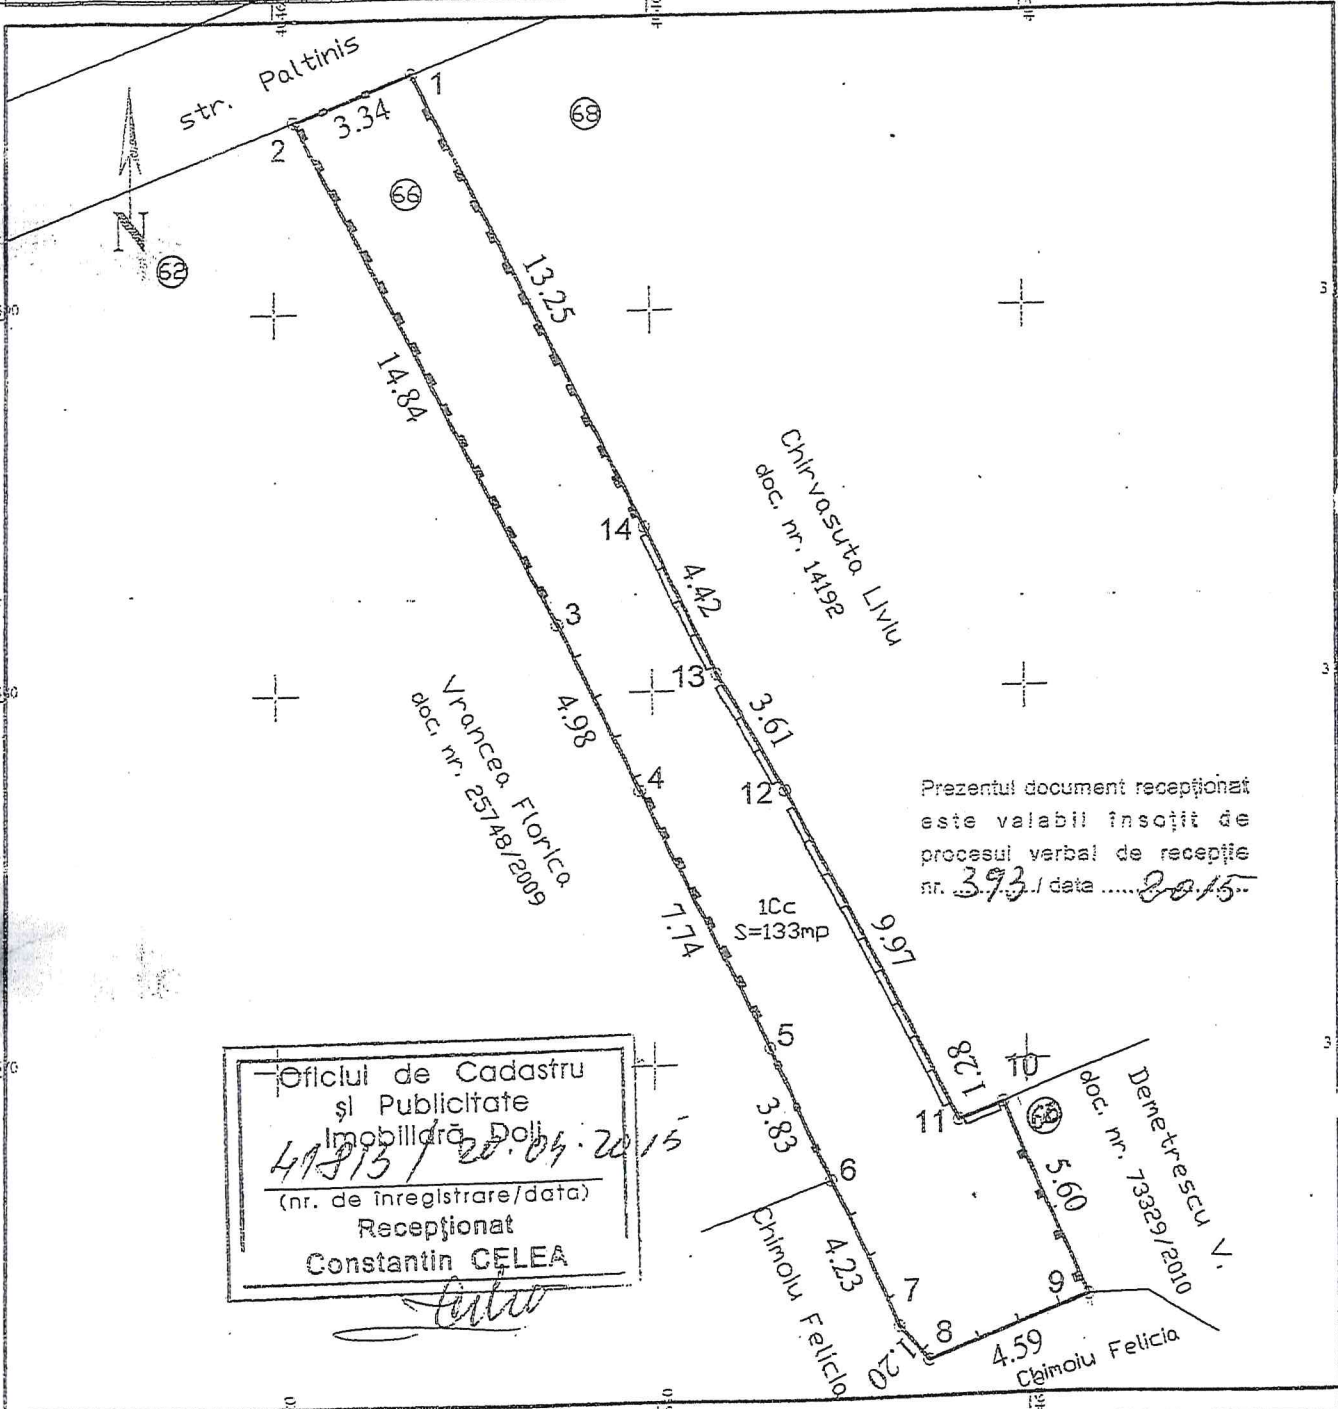 str. Paltinis
1
3.34
2
68
66
N
62
13.25
14.84
14
Chirvasuta Liviu
doc. nr. 14192
4.42
3
13
3.61
Vrancea Florica
doc. nr. 25748/2009
4.98
4
12
Prezentul document recepționat
este valabil însoțit de
procesul verbal de recepție
nr. 393 / data 2015
1Cc
S=133mp
7.74
9.97
5
1.28
10
11
Demetrescu V.
doc. nr. 73329/2010
Oficiul de Cadastru
și Publicitate
Imobiliară Dolj
41813 / 20.04.2015
(nr. de înregistrare/data)
Recepționat
Constantin CELEA
3.83
6
5.60
Chimoiu Felicia
4.23
7
9
8
1.20
4.59
Chimoiu Felicia